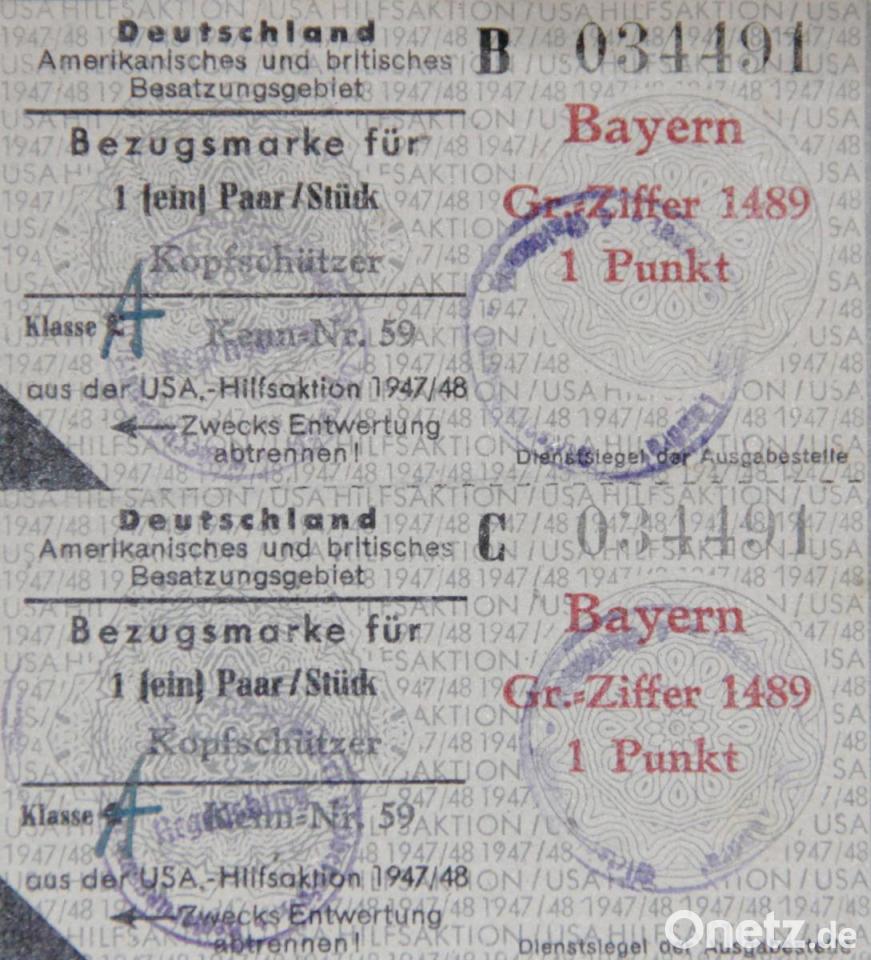 Deutschland
Amerikanisches und britisches
Besatzungsgebiet
B 034491
Bezugsmarke für
1 (ein) Paar/Stück
Kopfschützer
Bayern
Gr.-Ziffer 1489
1 Punkt
Klasse A
Kenn-Nr. 59
aus der USA.-Hilfsaktion 1947/48
←Zwecks Entwertung
abtrennen!
Dienstsiegel der Ausgabestelle
Deutschland
Amerikanisches und britisches
Besatzungsgebiet
C 034491
Bezugsmarke für
1 (ein) Paar/Stück
Kopfschützer
Bayern
Gr.-Ziffer 1489
1 Punkt
Klasse A
Kenn-Nr. 59
Regensburg
aus der USA.-Hilfsaktion 1947/48
←Zwecks Entwertung
abtrennen!
Dienstsiegel der Ausgabestelle
Onetz.de